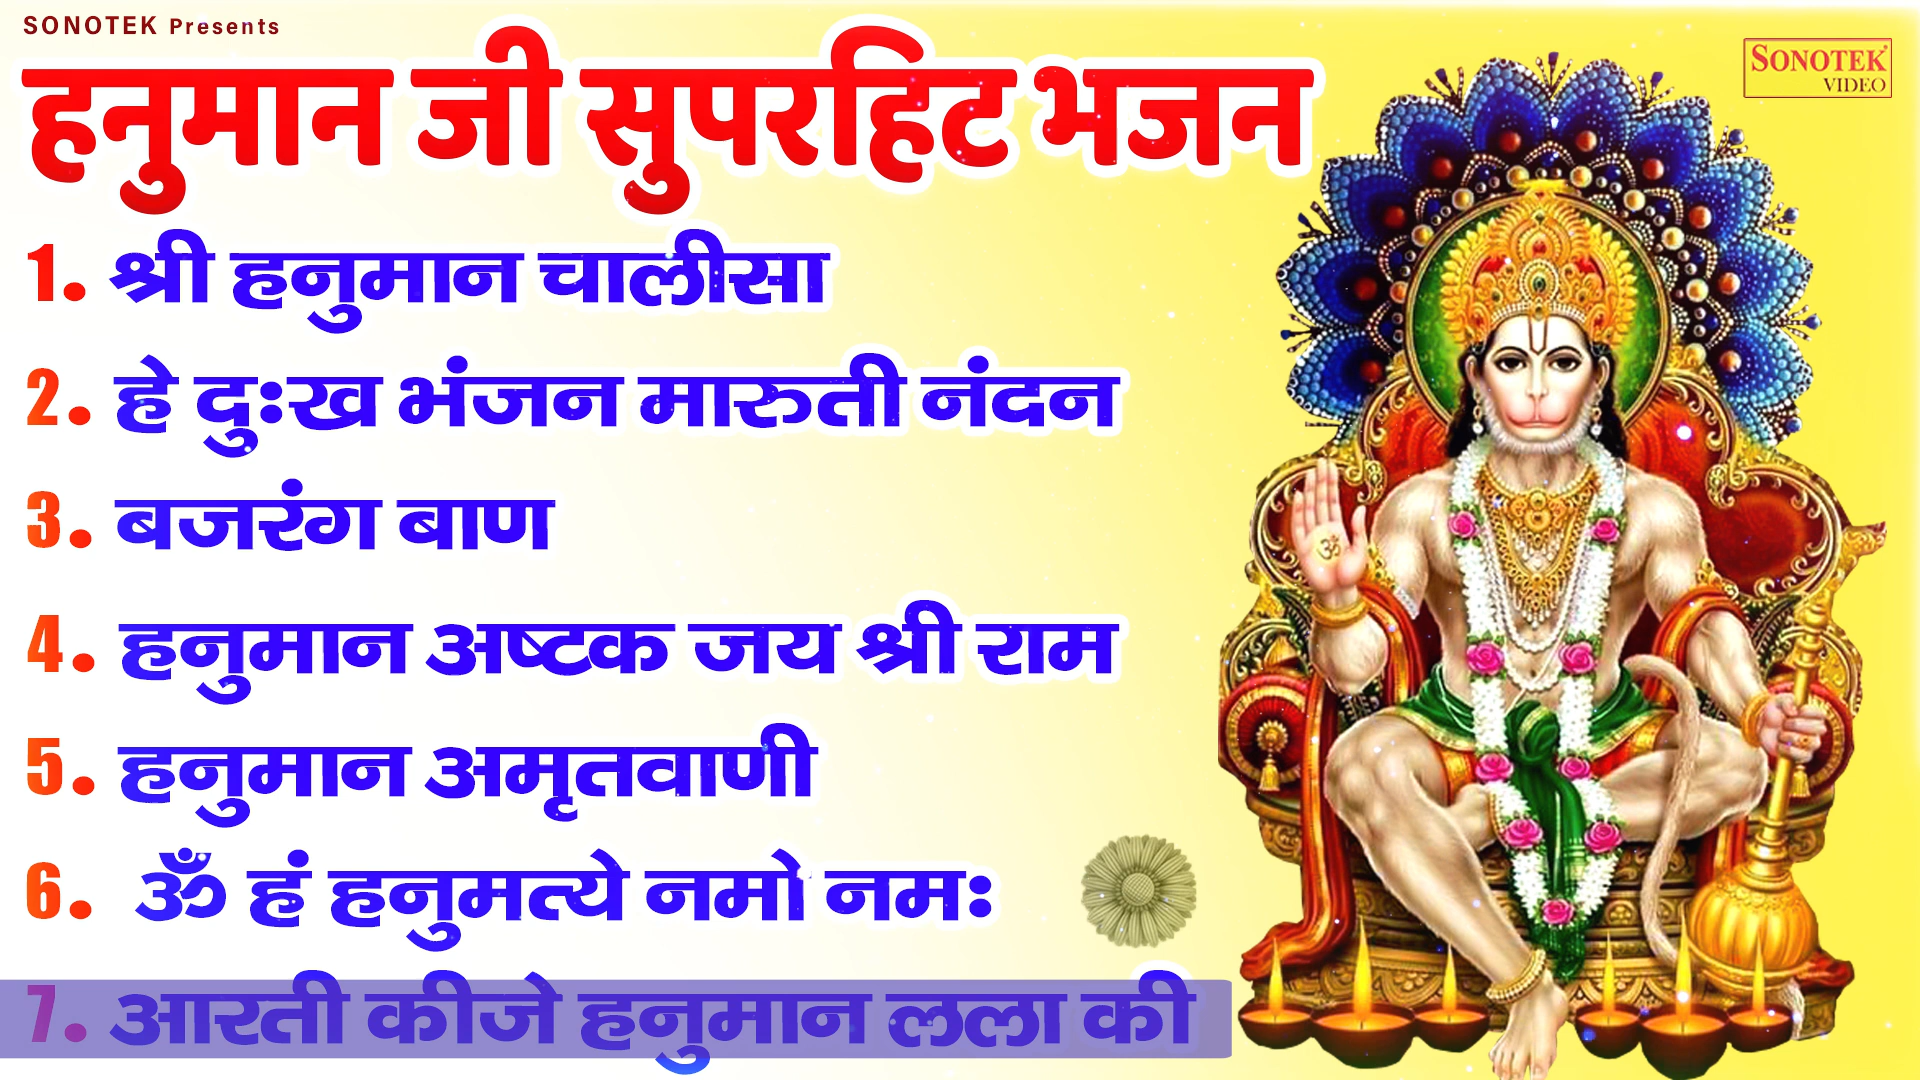 SONOTEK Presents
हनुमान जी सुपरहिट भजन
SONOTEK
VIDEO
1. श्री हनुमान चालीसा
2. हे दुःख भंजन मारुती नंदन
3. बजरंग बाण
4. हनुमान अष्टक जय श्री राम
5. हनुमान अमृतवाणी
6. ॐ हं हनुमत्ये नमो नमः
7. आरती कीजे हनुमान लला की
ॐ